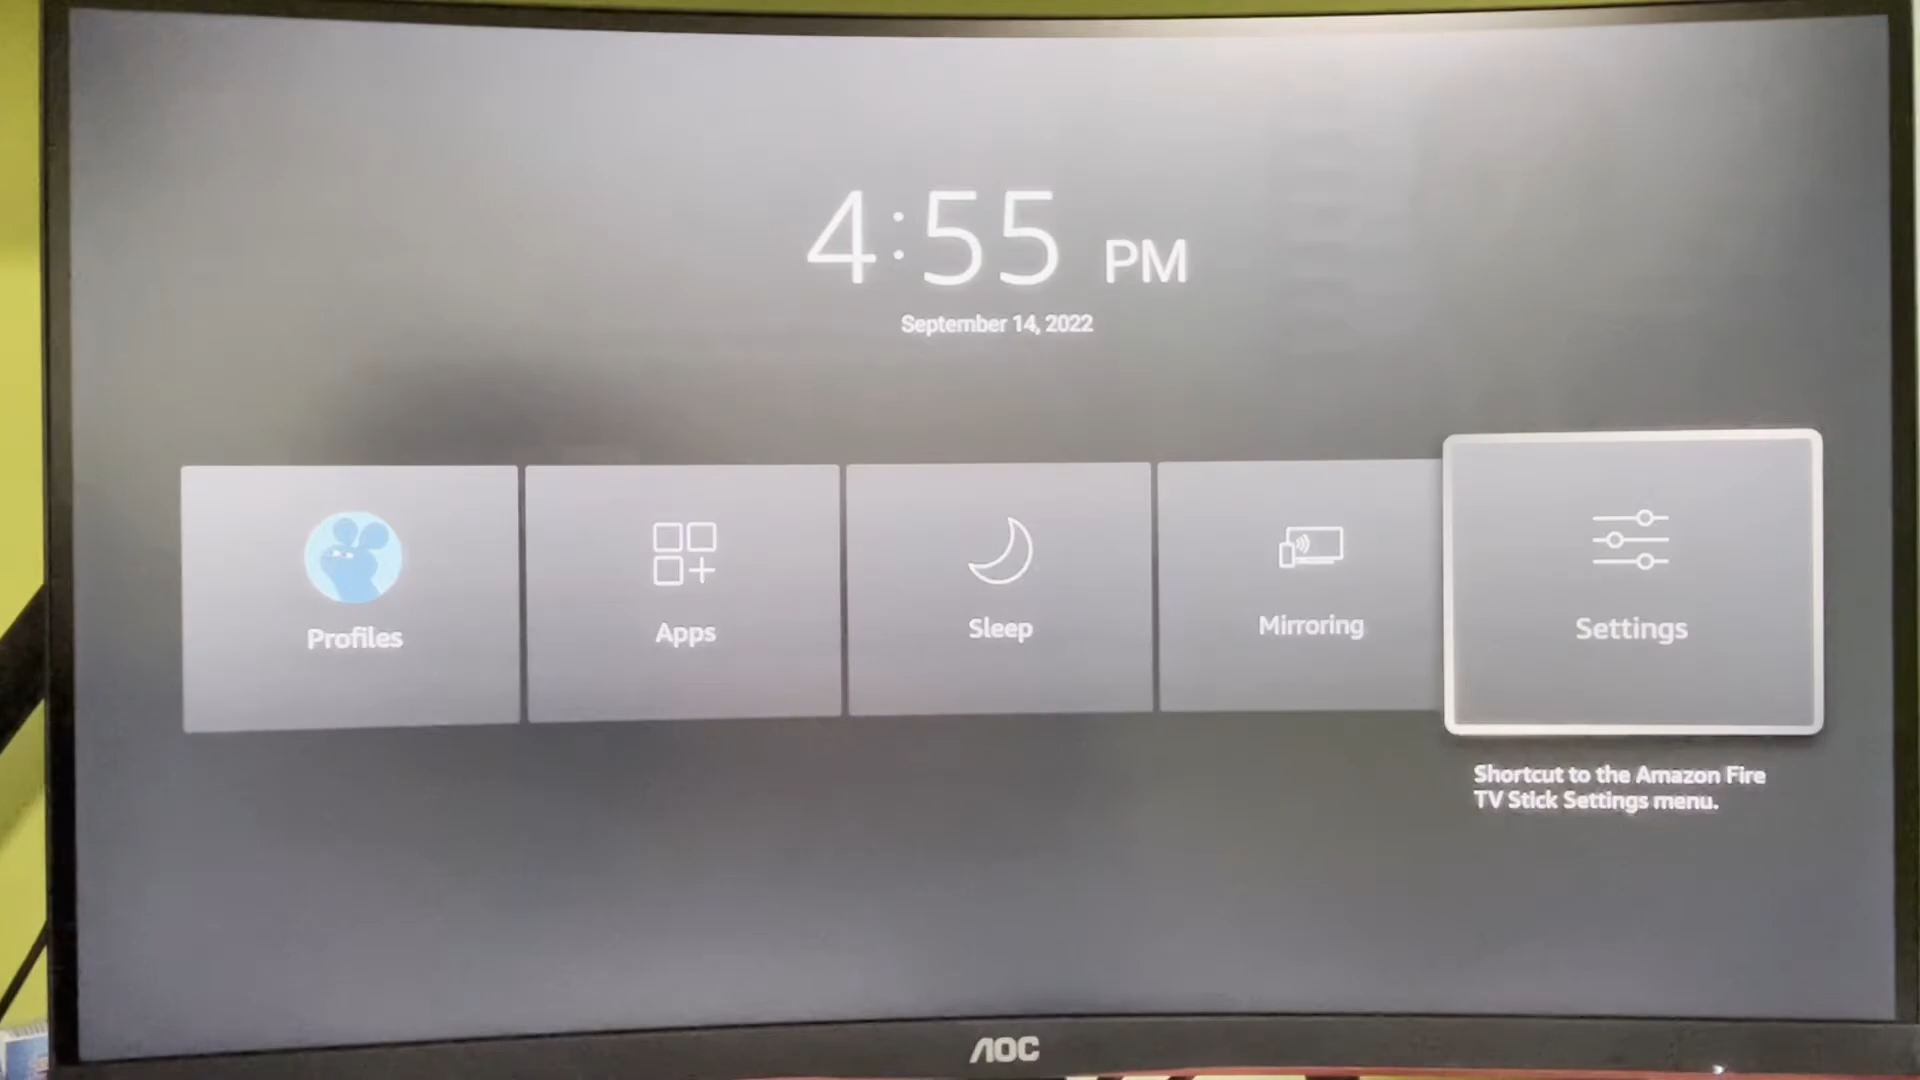 4:55 PM
September 14, 2022
Profiles
Apps
Sleep
Mirroring
Settings
Shortcut to the Amazon Fire
TV Stick Settings menu.
AOC